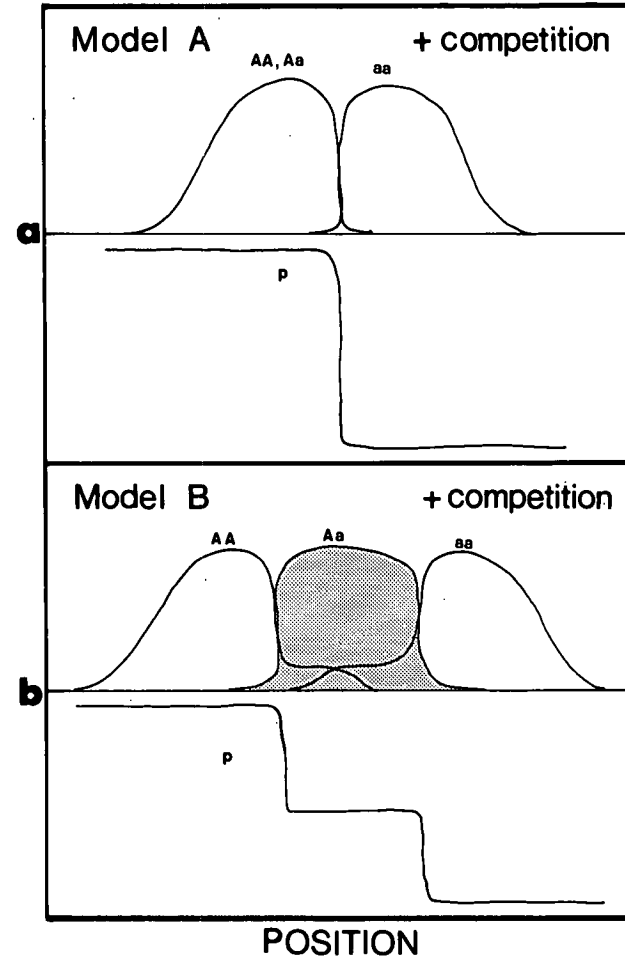 Model A + competition
AA, Aa aa
a
p
Model B + competition
AA Aa aa
b
p
POSITION